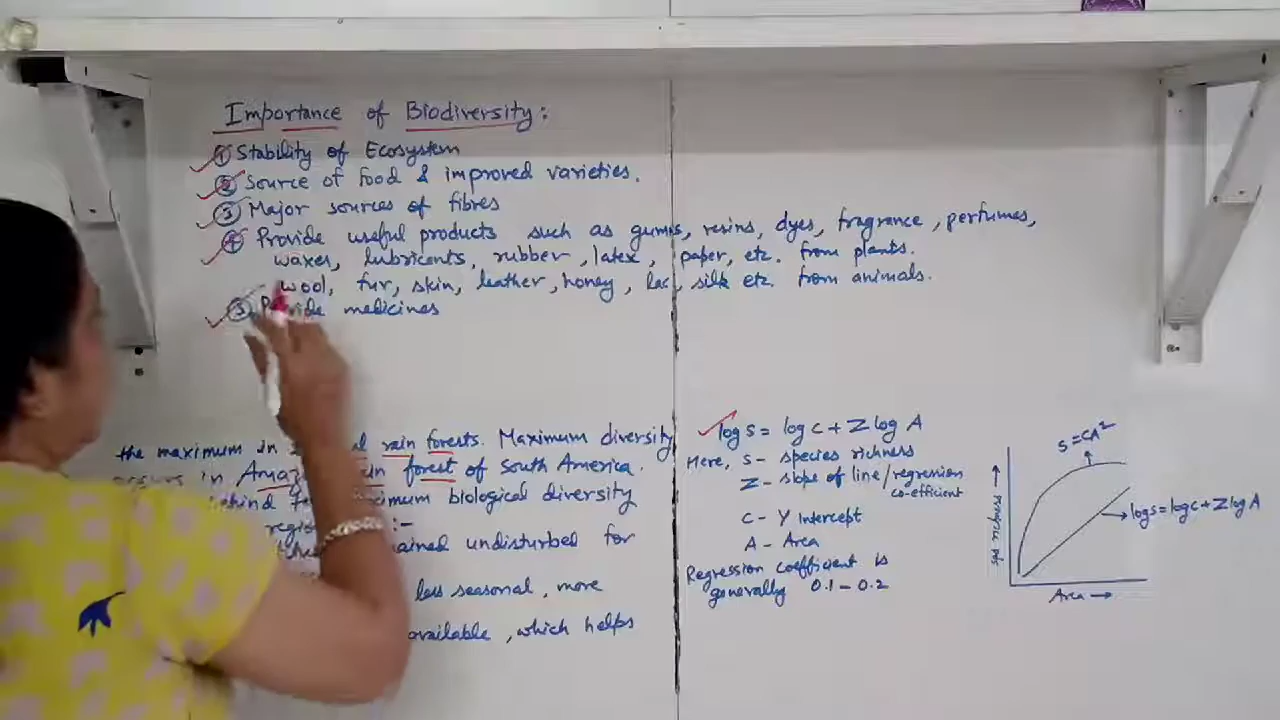 Importance of Biodiversity:
① Stability of Ecosystem
② Source of food & improved varieties.
③ Major sources of fibres
④ Provide useful products such as gums, resins, dyes, fragrance, perfumes,
waxes, lubricants, rubber, latex, paper, etc. from plants.
wool, fur, skin, leather, honey, lac, silk etc. from animals.
⑤ Provide medicines
the maximum in rain forests. Maximum diversity
occurs in forest of South America.
biological diversity
:-
undisturbed for
less seasonal, more
available, which helps
log S = log C + Z log A
Here, S - species richness
Z - slope of line/regression
co-efficient
C - Y Intercept
A - Area
Regression coefficient is
generally 0.1 - 0.2
S = CA²
log S = log C + Z log A
Area →